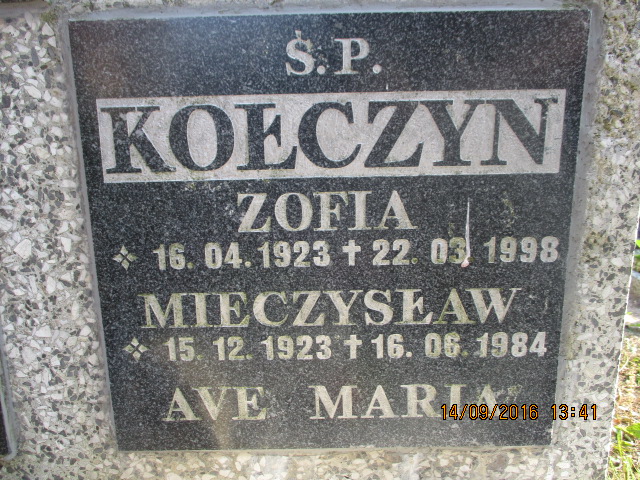 Ś.P.
KOŁCZYN
ZOFIA
16. 04. 1923 ✝ 22. 03. 1998
MIECZYSŁAW
15. 12. 1923 ✝ 16. 06. 1984
AVE MARIA
14/09/2016 13:41